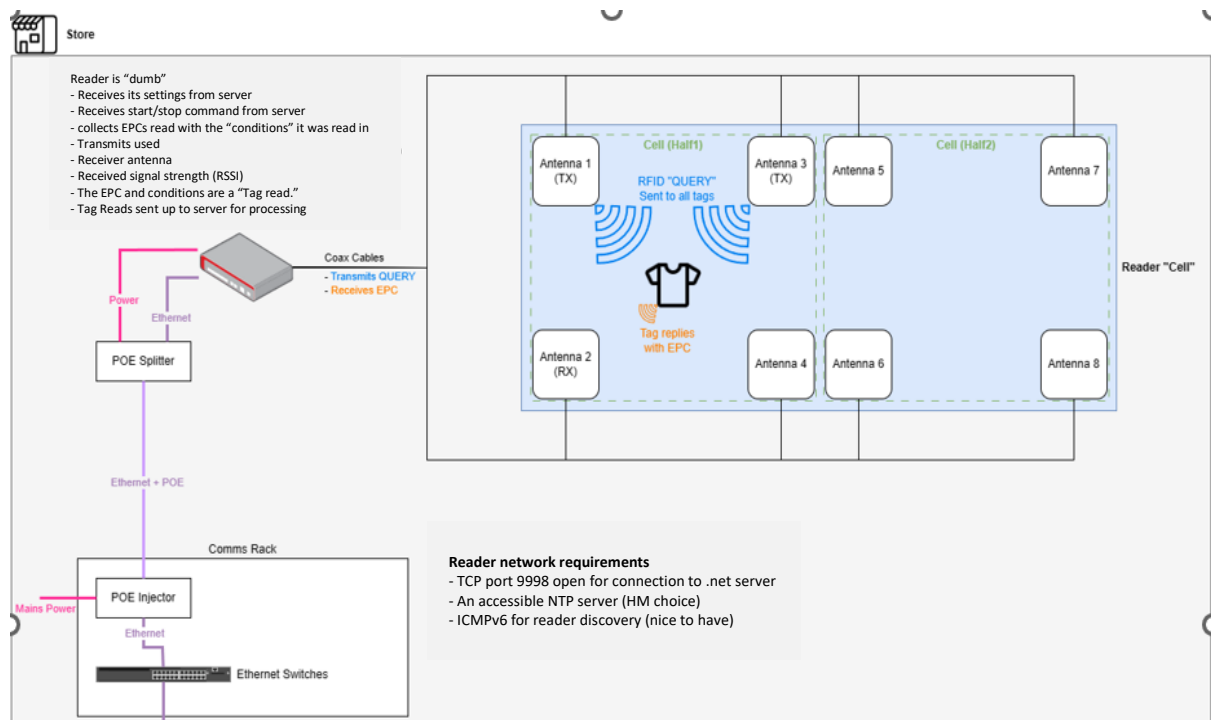 Store
Reader is “dumb”
- Receives its settings from server
- Receives start/stop command from server
- collects EPCs read with the “conditions” it was read in
- Transmits used
- Receiver antenna
- Received signal strength (RSSI)
- The EPC and conditions are a “Tag read.”
- Tag Reads sent up to server for processing
Power
Ethernet
POE Splitter
Ethernet + POE
Coax Cables
- Transmits QUERY
- Receives EPC
Cell (Half1)
Antenna 1
(TX)
Antenna 3
(TX)
RFID "QUERY"
Sent to all tags
Tag replies
with EPC
Antenna 2
(RX)
Antenna 4
Cell (Half2)
Antenna 5
Antenna 7
Antenna 6
Antenna 8
Reader "Cell"
Comms Rack
POE Injector
Mains Power
Ethernet
Ethernet Switches
Reader network requirements
- TCP port 9998 open for connection to .net server
- An accessible NTP server (HM choice)
- ICMPv6 for reader discovery (nice to have)